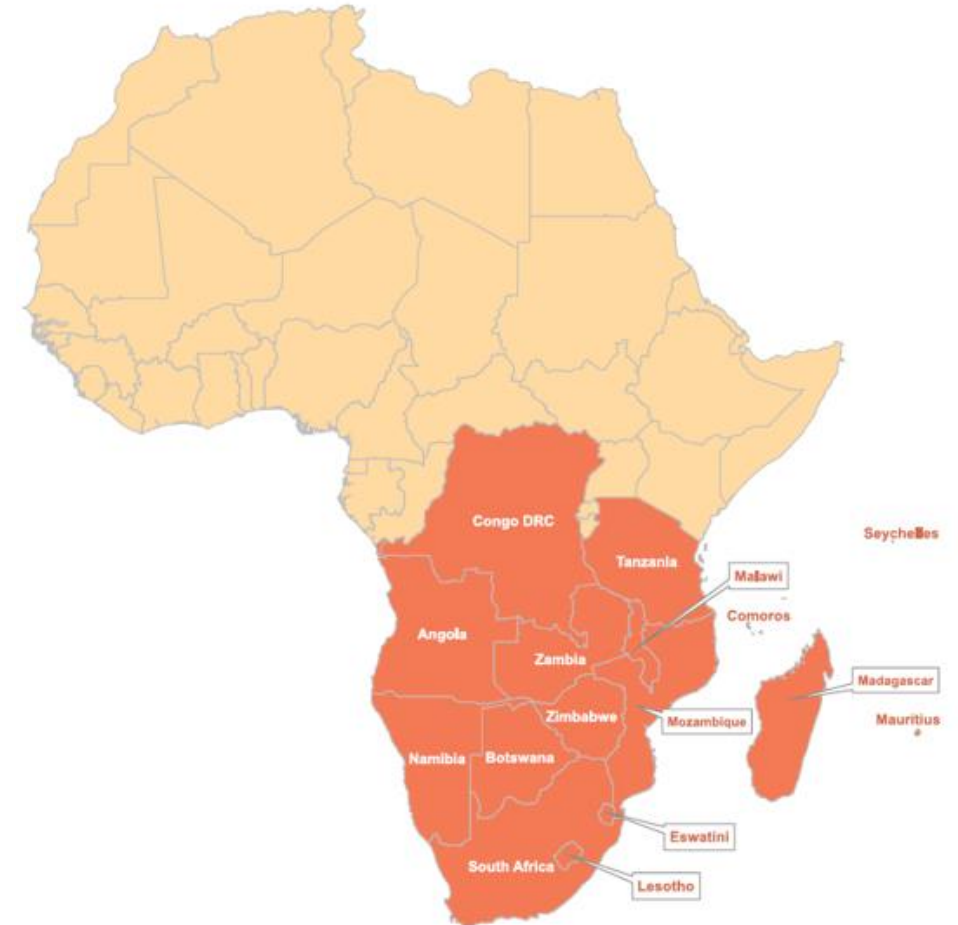 Congo DRC
Seychelles
Tanzania
Malawi
Comoros
Angola
Zambia
Madagascar
Zimbabwe
Mozambique
Mauritius
Namibia
Botswana
Eswatini
South Africa
Lesotho